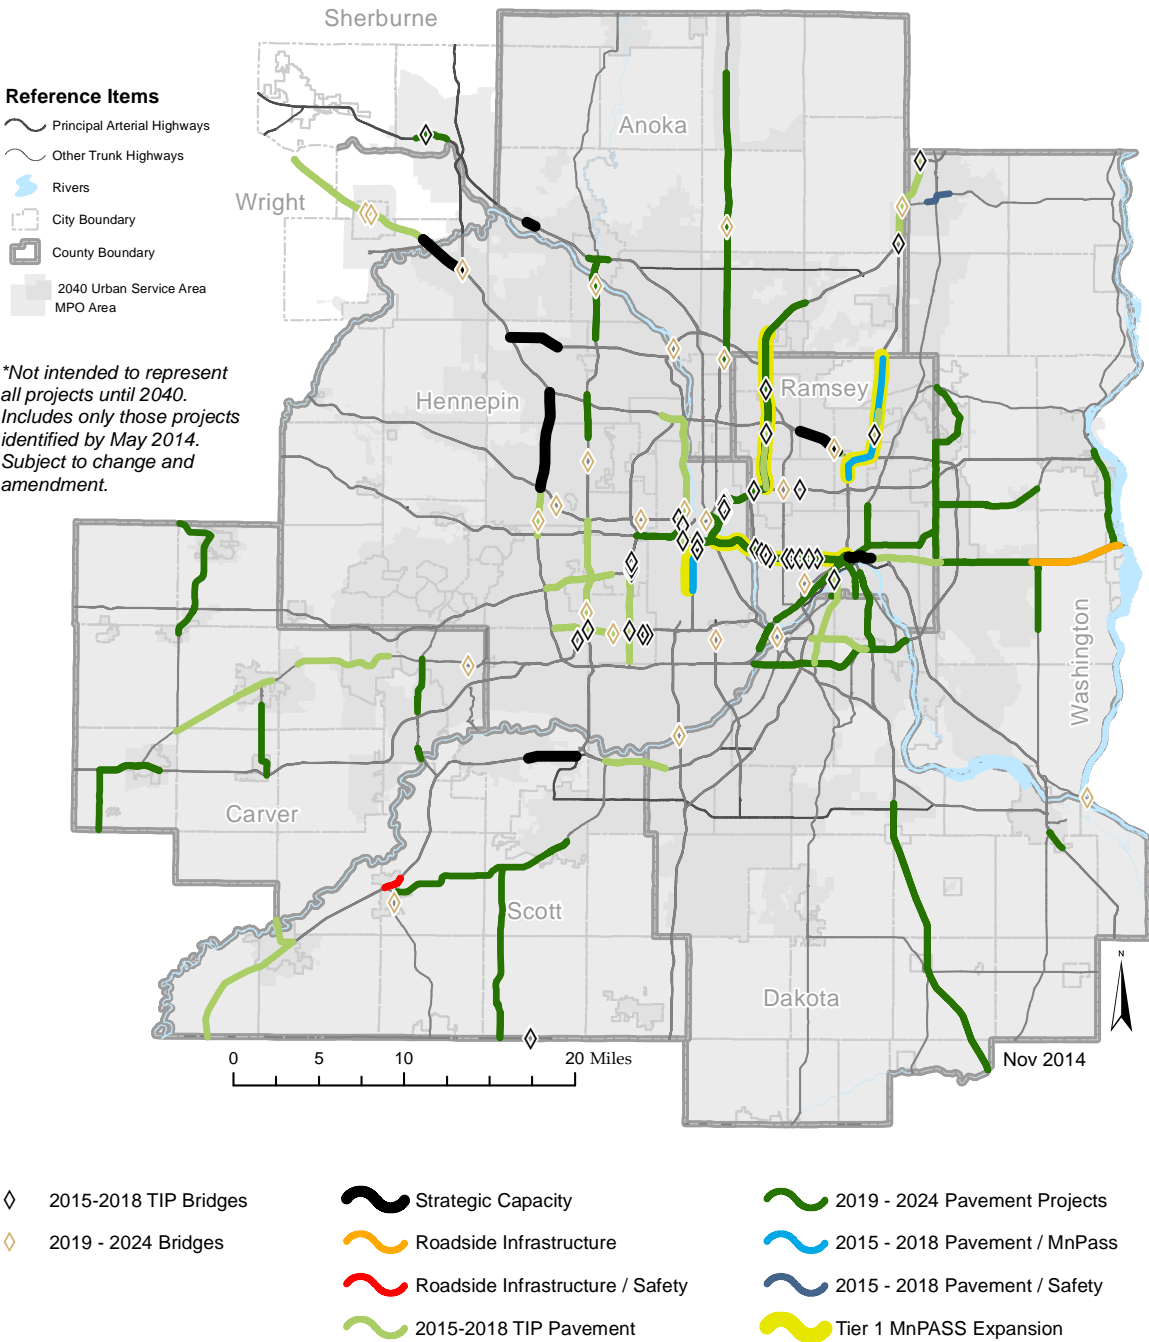 Sherburne
Reference Items
Principal Arterial Highways
Other Trunk Highways
Rivers
City Boundary
County Boundary
2040 Urban Service Area
MPO Area
Anoka
Wright
*Not intended to represent
all projects until 2040.
Includes only those projects
identified by May 2014.
Subject to change and
amendment.
Hennepin
Ramsey
Washington
Carver
Scott
Dakota
N
0 5 10 20 Miles
Nov 2014
2015-2018 TIP Bridges
2019 - 2024 Bridges
Strategic Capacity
Roadside Infrastructure
Roadside Infrastructure / Safety
2015-2018 TIP Pavement
2019 - 2024 Pavement Projects
2015 - 2018 Pavement / MnPass
2015 - 2018 Pavement / Safety
Tier 1 MnPASS Expansion